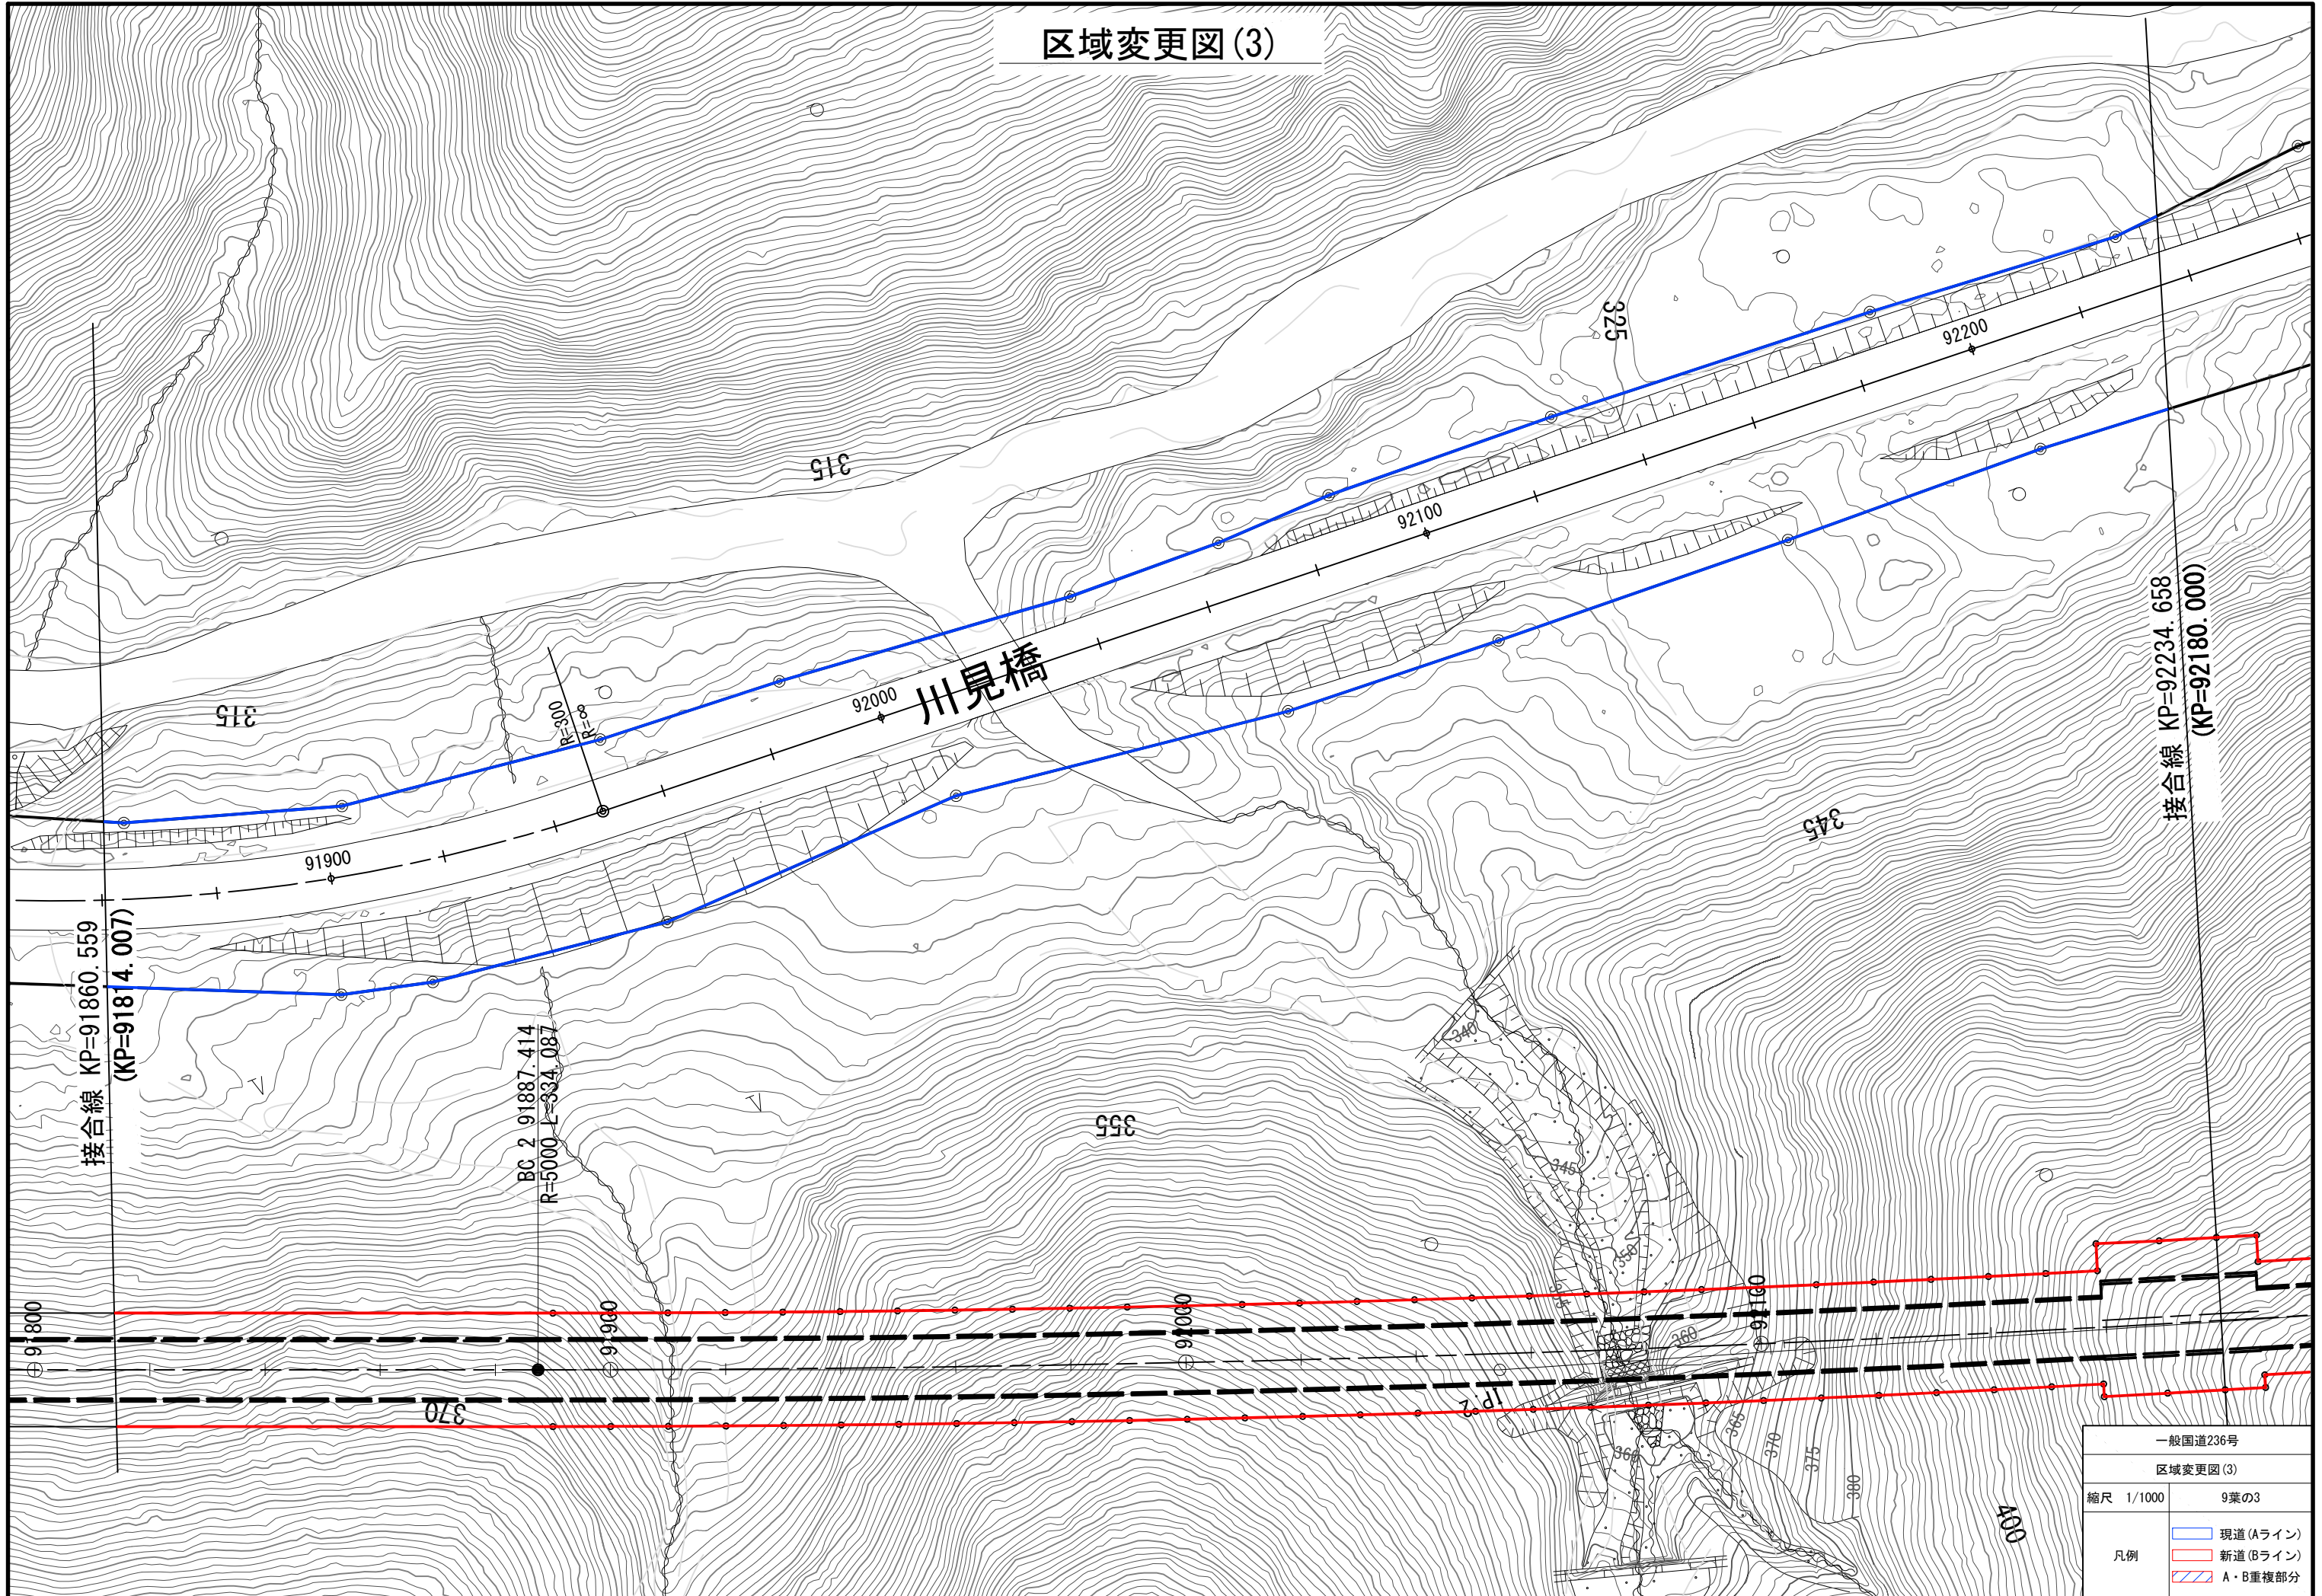 区域変更図(3)
325
92200
315
92100
川見橋
92000
R=300
R=∞
315
91900
345
接合線 KP=92234.658
(KP=92180.000)
接合線 KP=91860.559
(KP=91814.007)
BC 2 91887.414
R=5000 L=334.087
340
355
345
350
355
360
91800
91900
92000
92100
370
IP.2
365
360
370
375
380
400
一般国道236号
区域変更図(3)
縮尺 1/1000
9葉の3
凡例
現道(Aライン)
新道(Bライン)
A・B重複部分